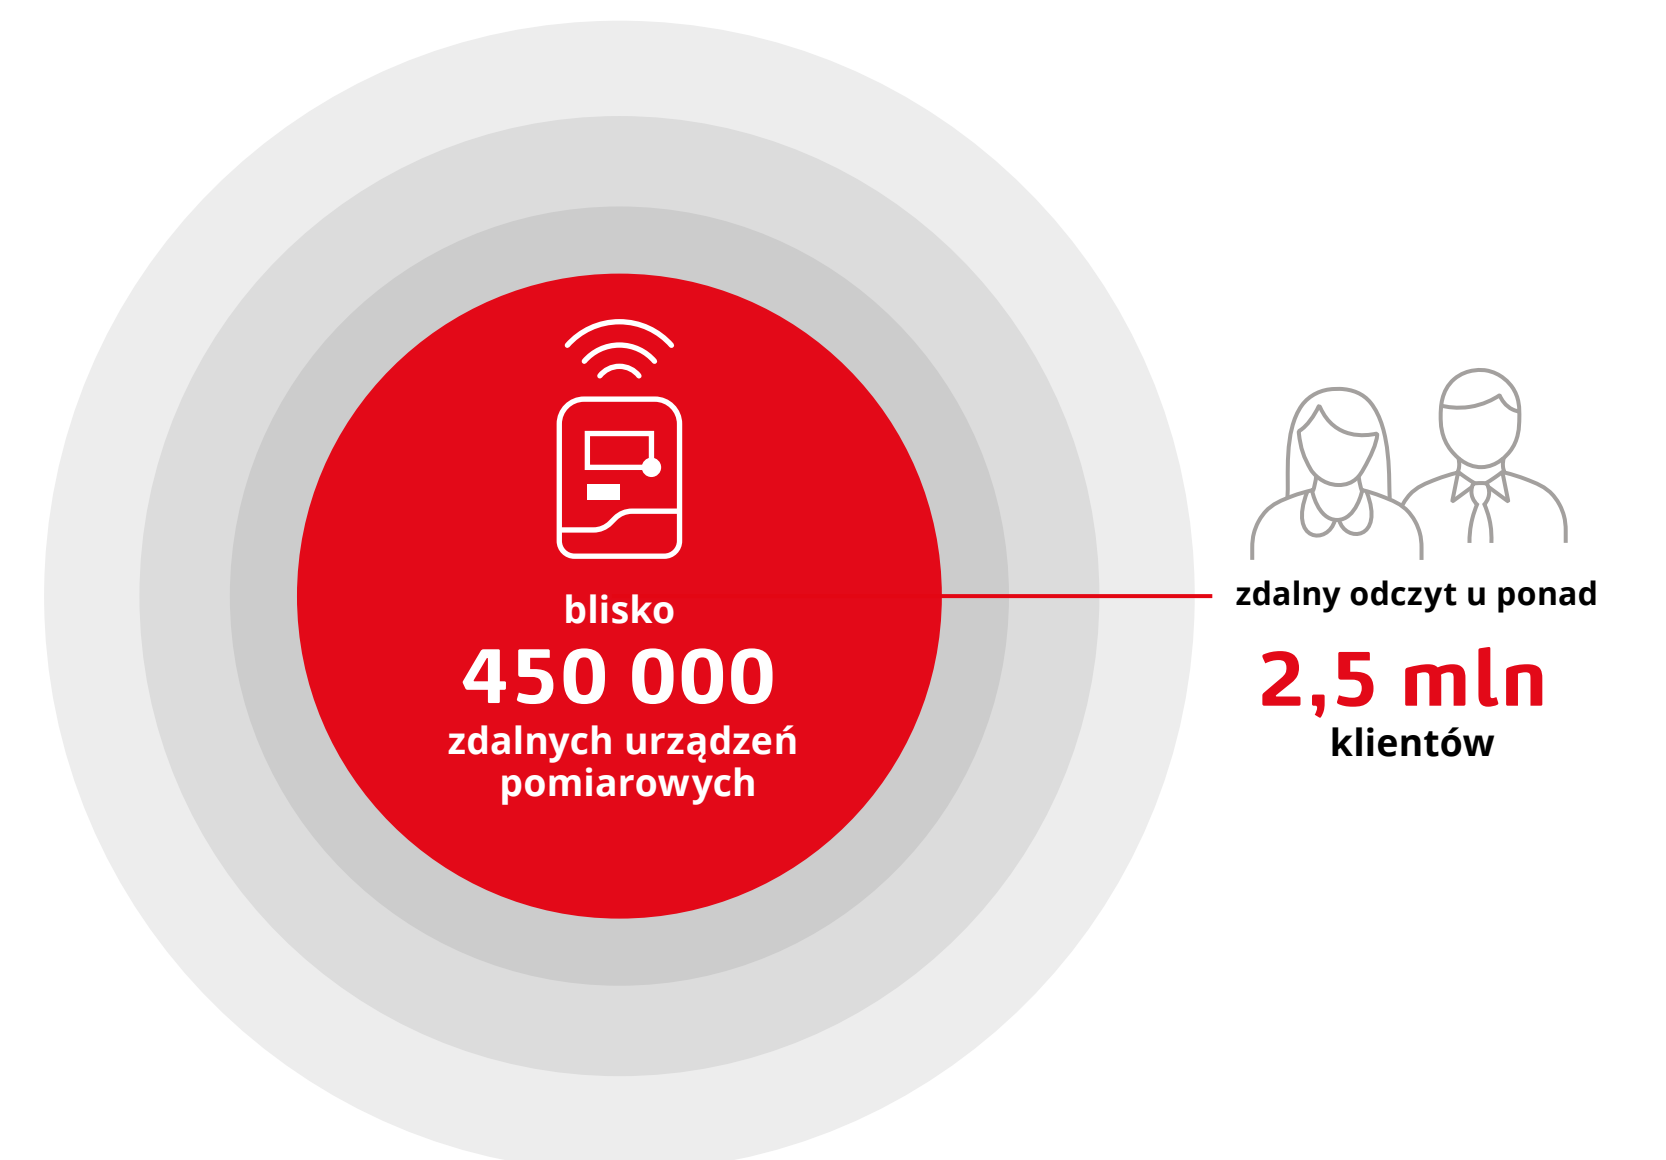 blisko
450 000
zdalnych urządzeń
pomiarowych
zdalny odczyt u ponad
2,5 mln
klientów